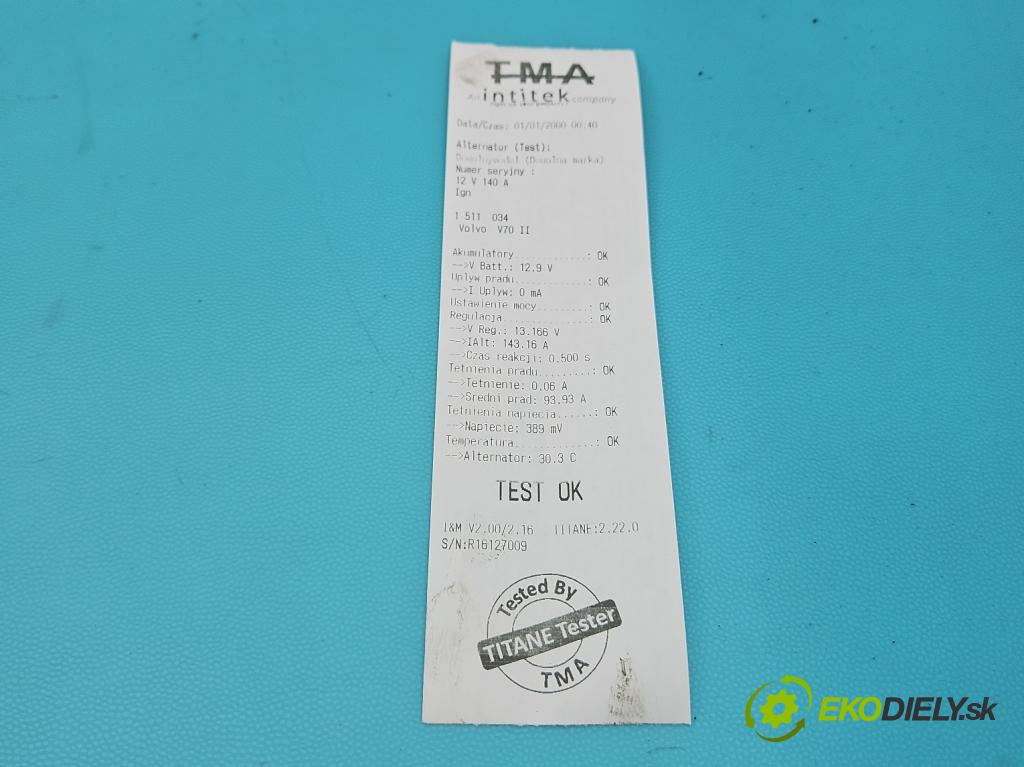 TMA
An intitek company
Data/Czas: 01/01/2000 00:40
Alternator (Test):
(Dowolna marka)
Numer seryjny :
12 V 140 A
Ign
1 511 034
Volvo V70 II
Akumulatory............: OK
-->V Batt.: 12.9 V
Uplyw pradu............: OK
-->I Uplyw: 0 mA
Ustawienie mocy........: OK
Regulacja..............: OK
-->V Reg.: 13.166 V
-->IAlt: 143.16 A
-->Czas reakcji: 0.500 s
Tetnienia pradu........: OK
-->Tetnienie: 0.06 A
-->Sredni prad: 93.93 A
Tetnienia napiecia.....: OK
-->Napiecie: 389 mV
Temperatura............: OK
-->Alternator: 30.3 C
TEST OK
I&M V2.00/2.16 TITANE:2.22.0
S/N:R16127009
Tested By
TITANE Tester
TMA
EKODIELY.sk